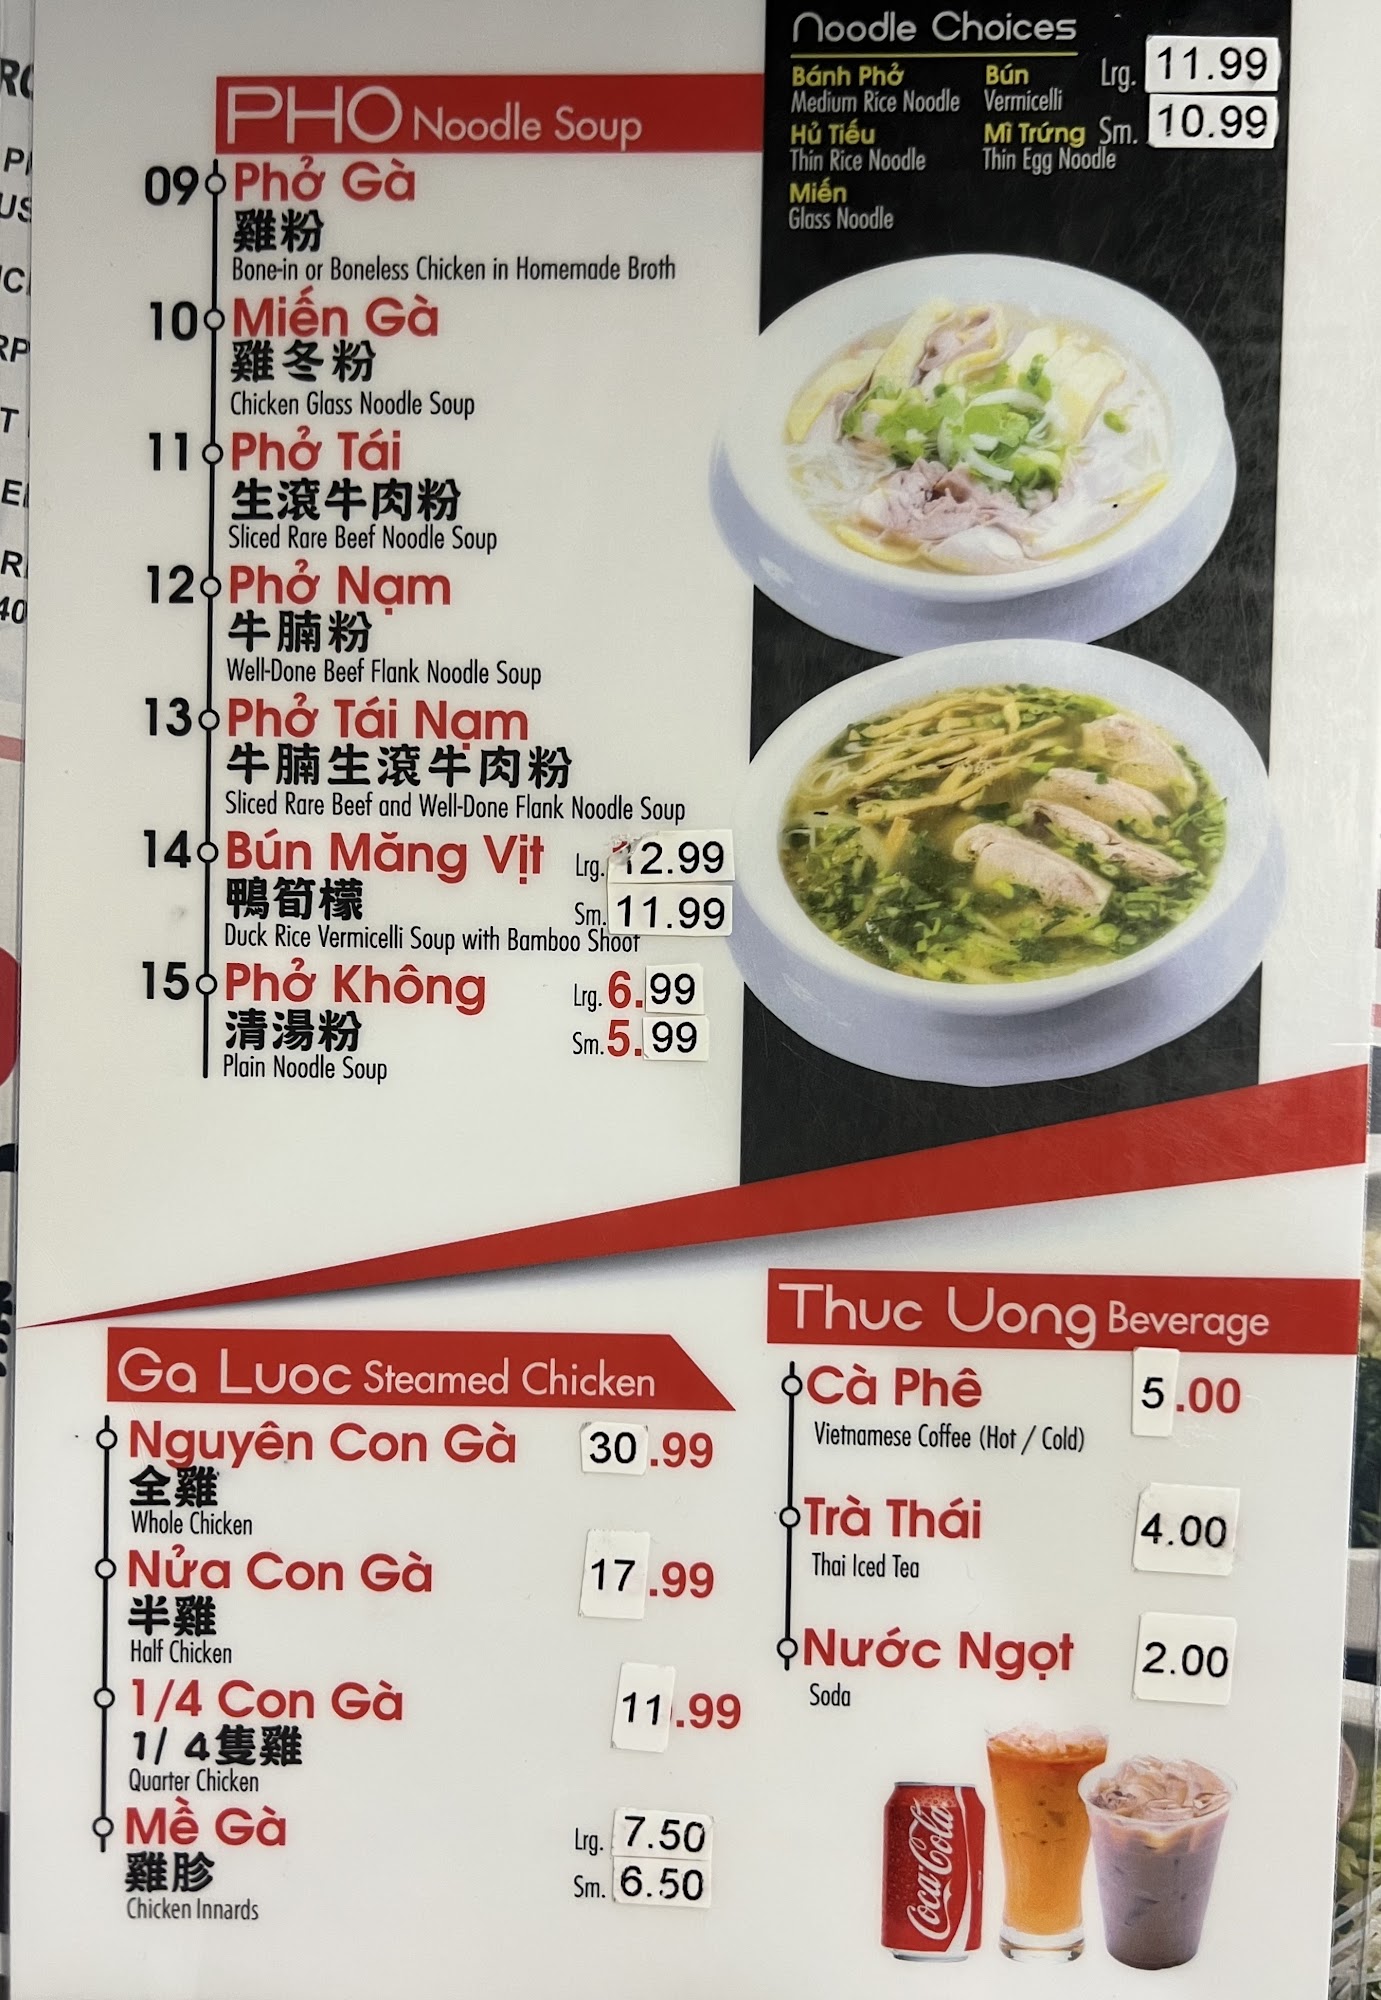 PHO Noodle Soup
09 Phở Gà
雞粉
Bone-in or Boneless Chicken in Homemade Broth
10 Miến Gà
雞冬粉
Chicken Glass Noodle Soup
11 Phở Tái
生滾牛肉粉
Sliced Rare Beef Noodle Soup
12 Phở Nạm
牛腩粉
Well-Done Beef Flank Noodle Soup
13 Phở Tái Nạm
牛腩生滾牛肉粉
Sliced Rare Beef and Well-Done Flank Noodle Soup
14 Bún Măng Vịt Lrg. 12.99
鴨筍檬 Sm. 11.99
Duck Rice Vermicelli Soup with Bamboo Shoot
15 Phở Không Lrg. 6.99
清湯粉 Sm. 5.99
Plain Noodle Soup
Noodle Choices
Bánh Phở Bún Lrg. 11.99
Medium Rice Noodle Vermicelli
Hủ Tiếu Mì Trứng Sm. 10.99
Thin Rice Noodle Thin Egg Noodle
Miến
Glass Noodle
Ga Luoc Steamed Chicken
Nguyên Con Gà 30.99
全雞
Whole Chicken
Nửa Con Gà 17.99
半雞
Half Chicken
1/4 Con Gà 11.99
1/ 4隻雞
Quarter Chicken
Mề Gà Lrg. 7.50
雞胗 Sm. 6.50
Chicken Innards
Thuc Uong Beverage
Cà Phê 5.00
Vietnamese Coffee (Hot / Cold)
Trà Thái 4.00
Thai Iced Tea
Nước Ngọt 2.00
Soda
Coca-Cola